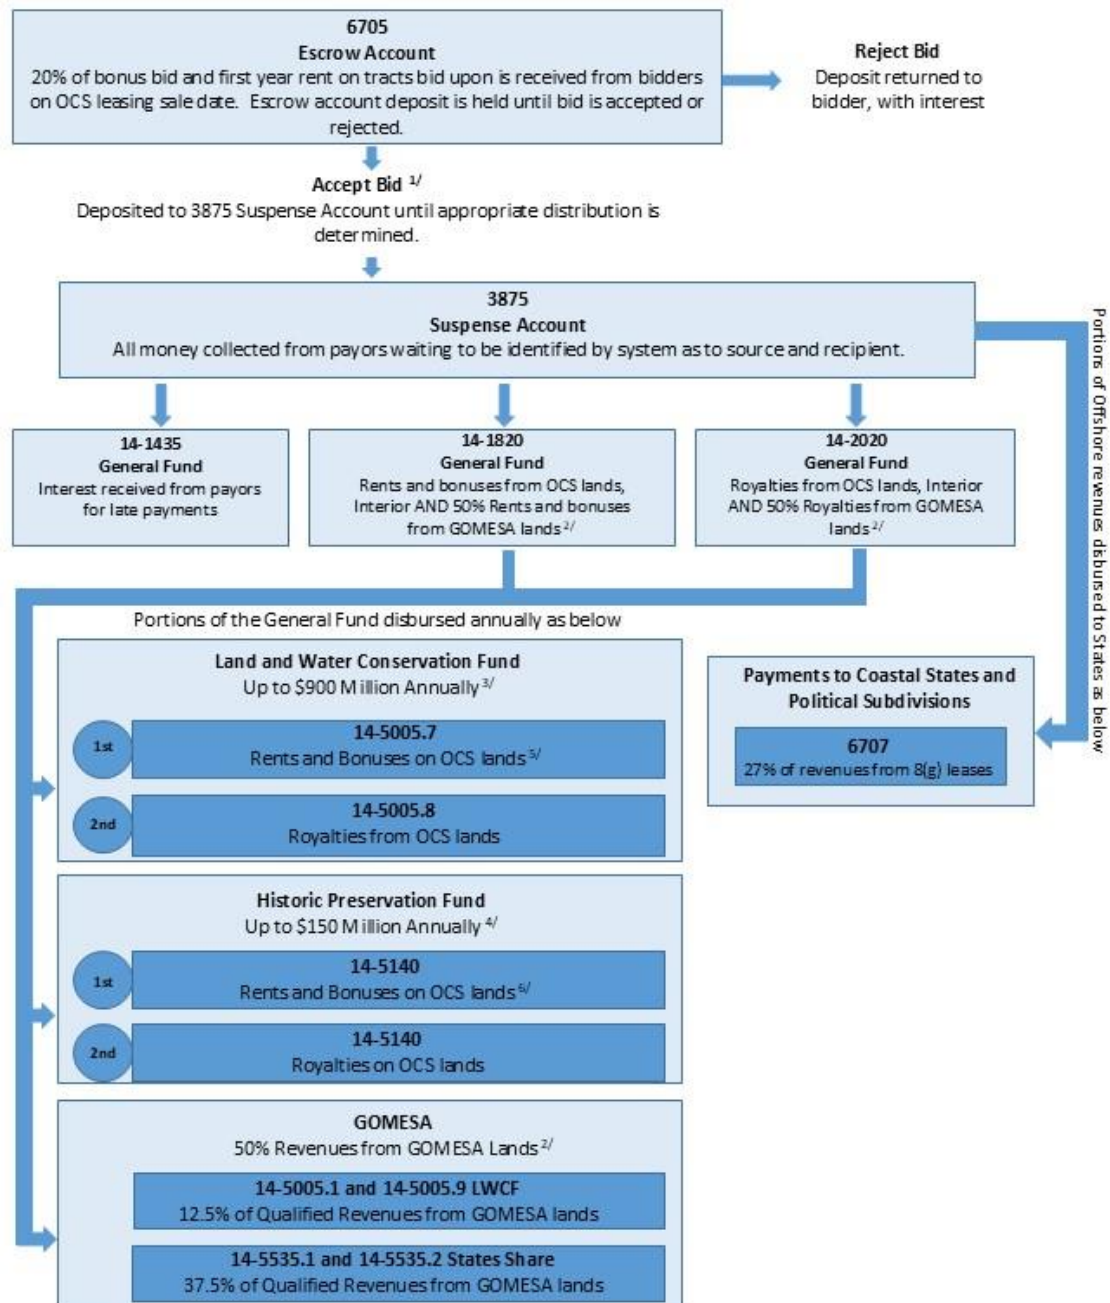 6705
Escrow Account
20% of bonus bid and first year rent on tracts bid upon is received from bidders
on OCS leasing sale date. Escrow account deposit is held until bid is accepted or
rejected.
Reject Bid
Deposit returned to
bidder, with interest
Accept Bid 1/
Deposited to 3875 Suspense Account until appropriate distribution is
determined.
3875
Suspense Account
All money collected from payors waiting to be identified by system as to source and recipient.
Portions of Offshore revenues disbursed to States as below
14-1435
General Fund
Interest received from payors
for late payments
14-1820
General Fund
Rents and bonuses from OCS lands,
Interior AND 50% Rents and bonuses
from GOMESA lands 2/
14-2020
General Fund
Royalties from OCS lands, Interior
AND 50% Royalties from GOMESA
lands 2/
Portions of the General Fund disbursed annually as below
Land and Water Conservation Fund
Up to $900 Million Annually 3/
1st
14-5005.7
Rents and Bonuses on OCS lands 5/
2nd
14-5005.8
Royalties from OCS lands
Payments to Coastal States and
Political Subdivisions
6707
27% of revenues from 8(g) leases
Historic Preservation Fund
Up to $150 Million Annually 4/
1st
14-5140
Rents and Bonuses on OCS lands 6/
2nd
14-5140
Royalties on OCS lands
GOMESA
50% Revenues from GOMESA Lands 2/
14-5005.1 and 14-5005.9 LWCF
12.5% of Qualified Revenues from GOMESA lands
14-5535.1 and 14-5535.2 States Share
37.5% of Qualified Revenues from GOMESA lands